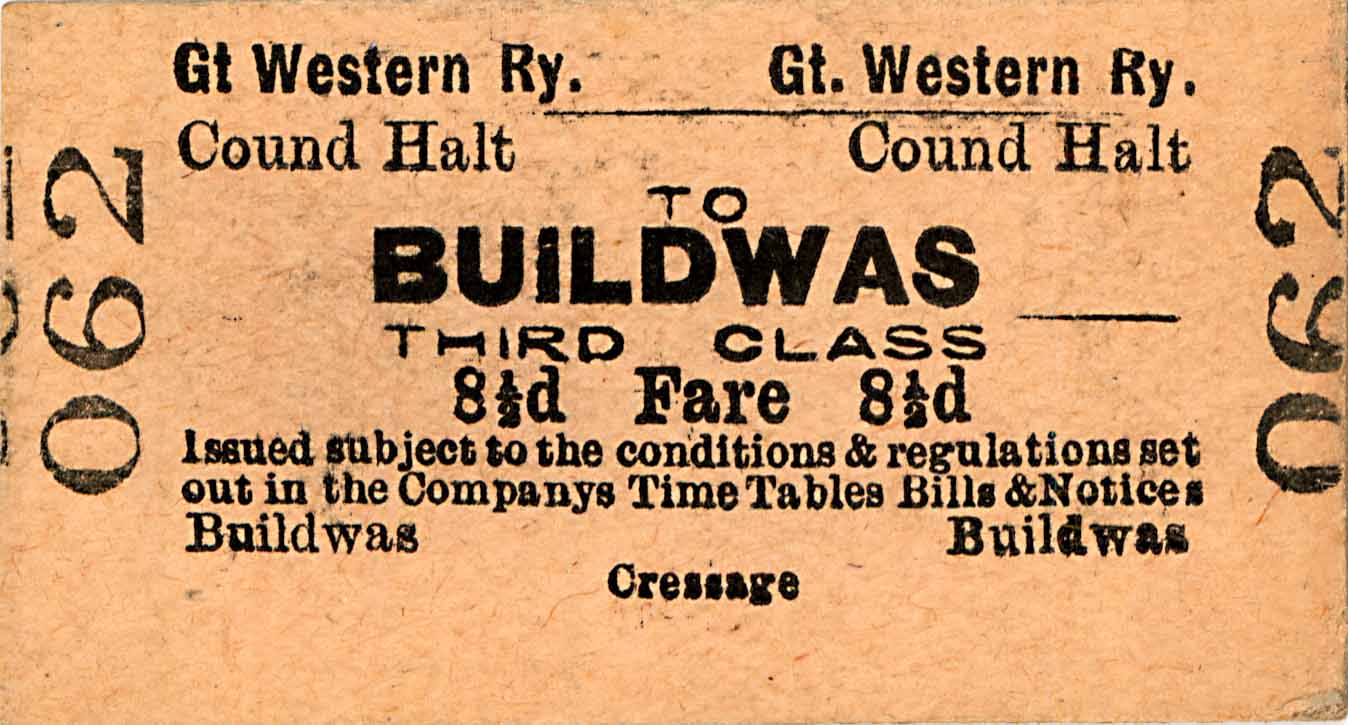 Gt Western Ry. Gt. Western Ry.
Cound Halt Cound Halt
TO
BUILDWAS
THIRD CLASS
8½d Fare 8½d
Issued subject to the conditions & regulations set
out in the Companys Time Tables Bills & Notices
Buildwas Buildwas
Cressage
062
062